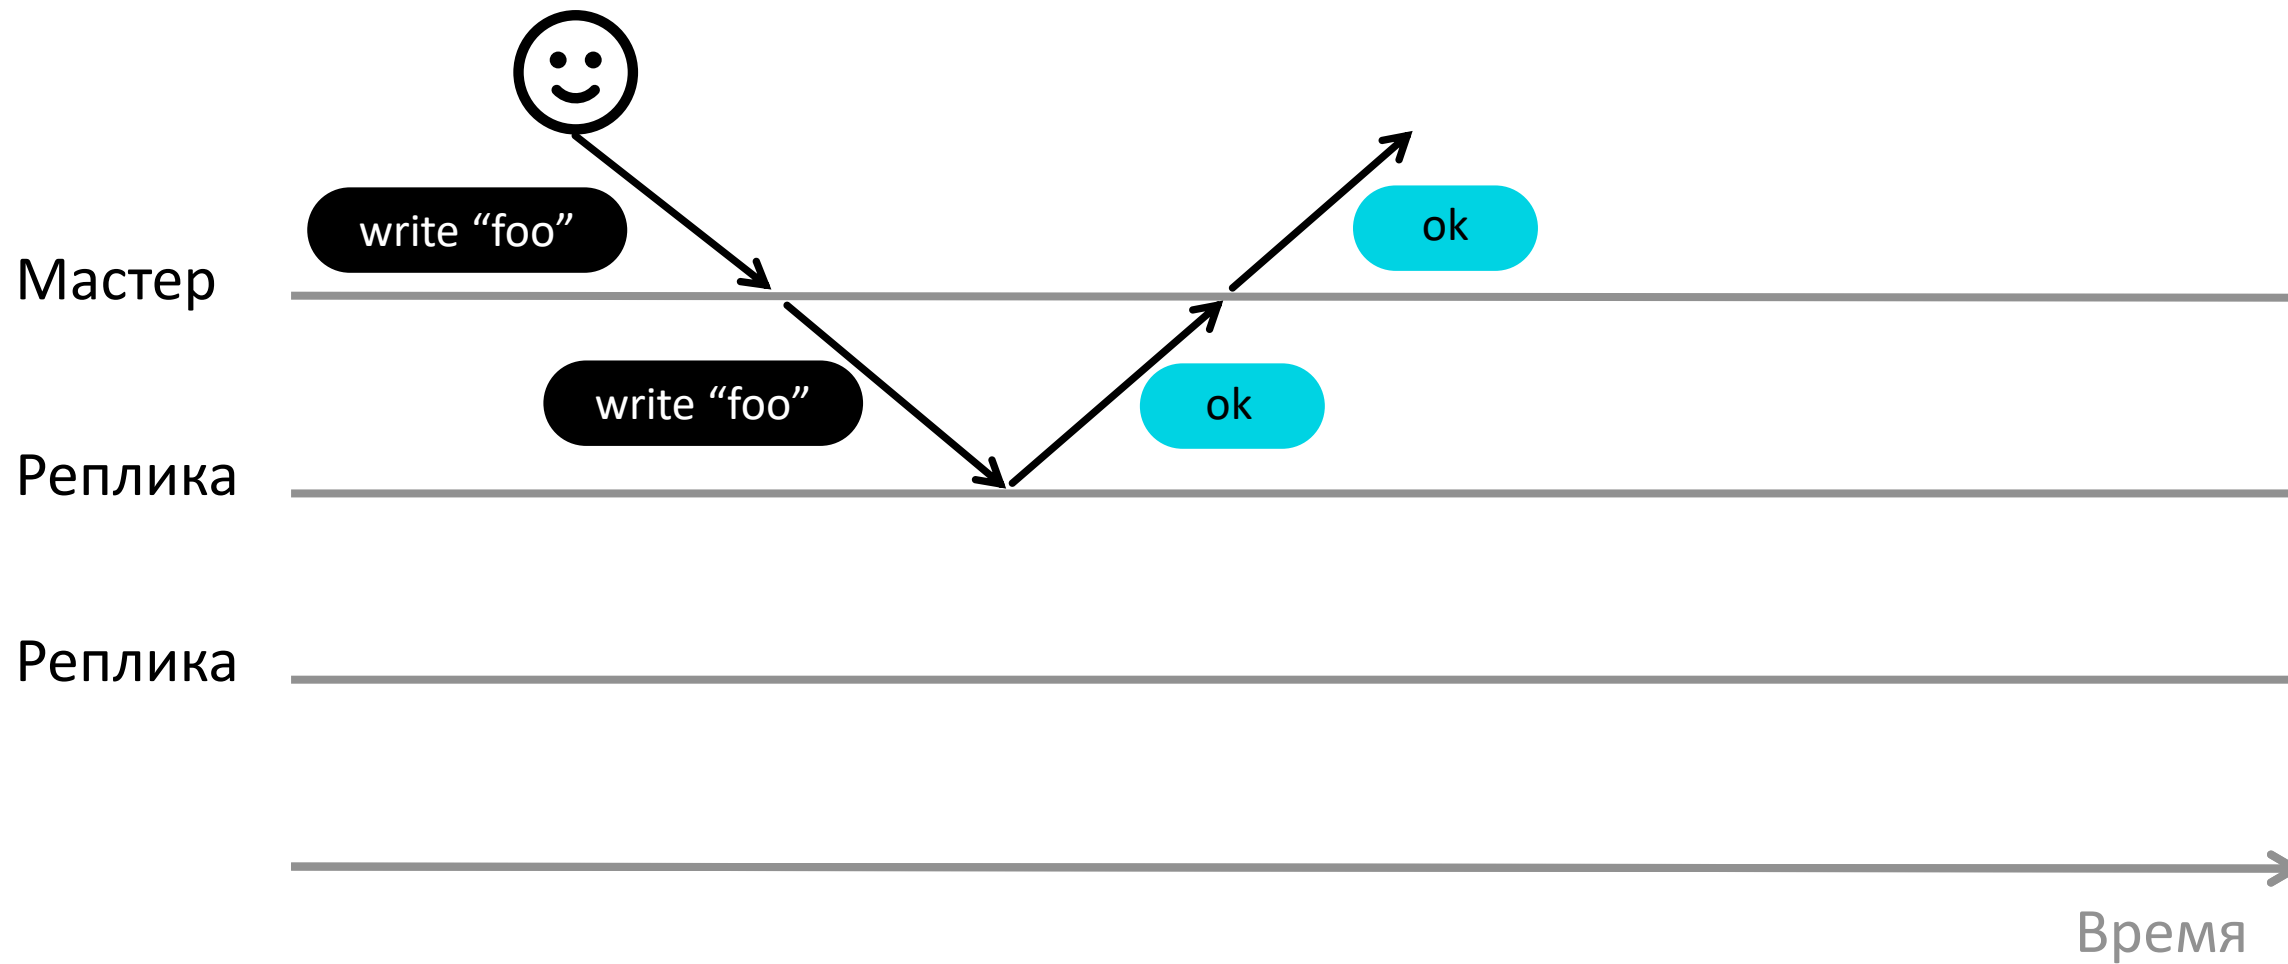 write “foo”
ok
Мастер
write “foo”
ok
Реплика
Реплика
Время